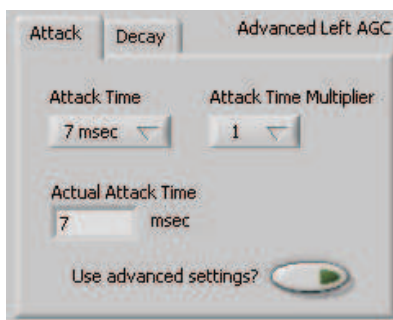 Attack Decay Advanced Left AGC
Attack Time Attack Time Multiplier
7 msec 1
Actual Attack Time
7 msec
Use advanced settings?